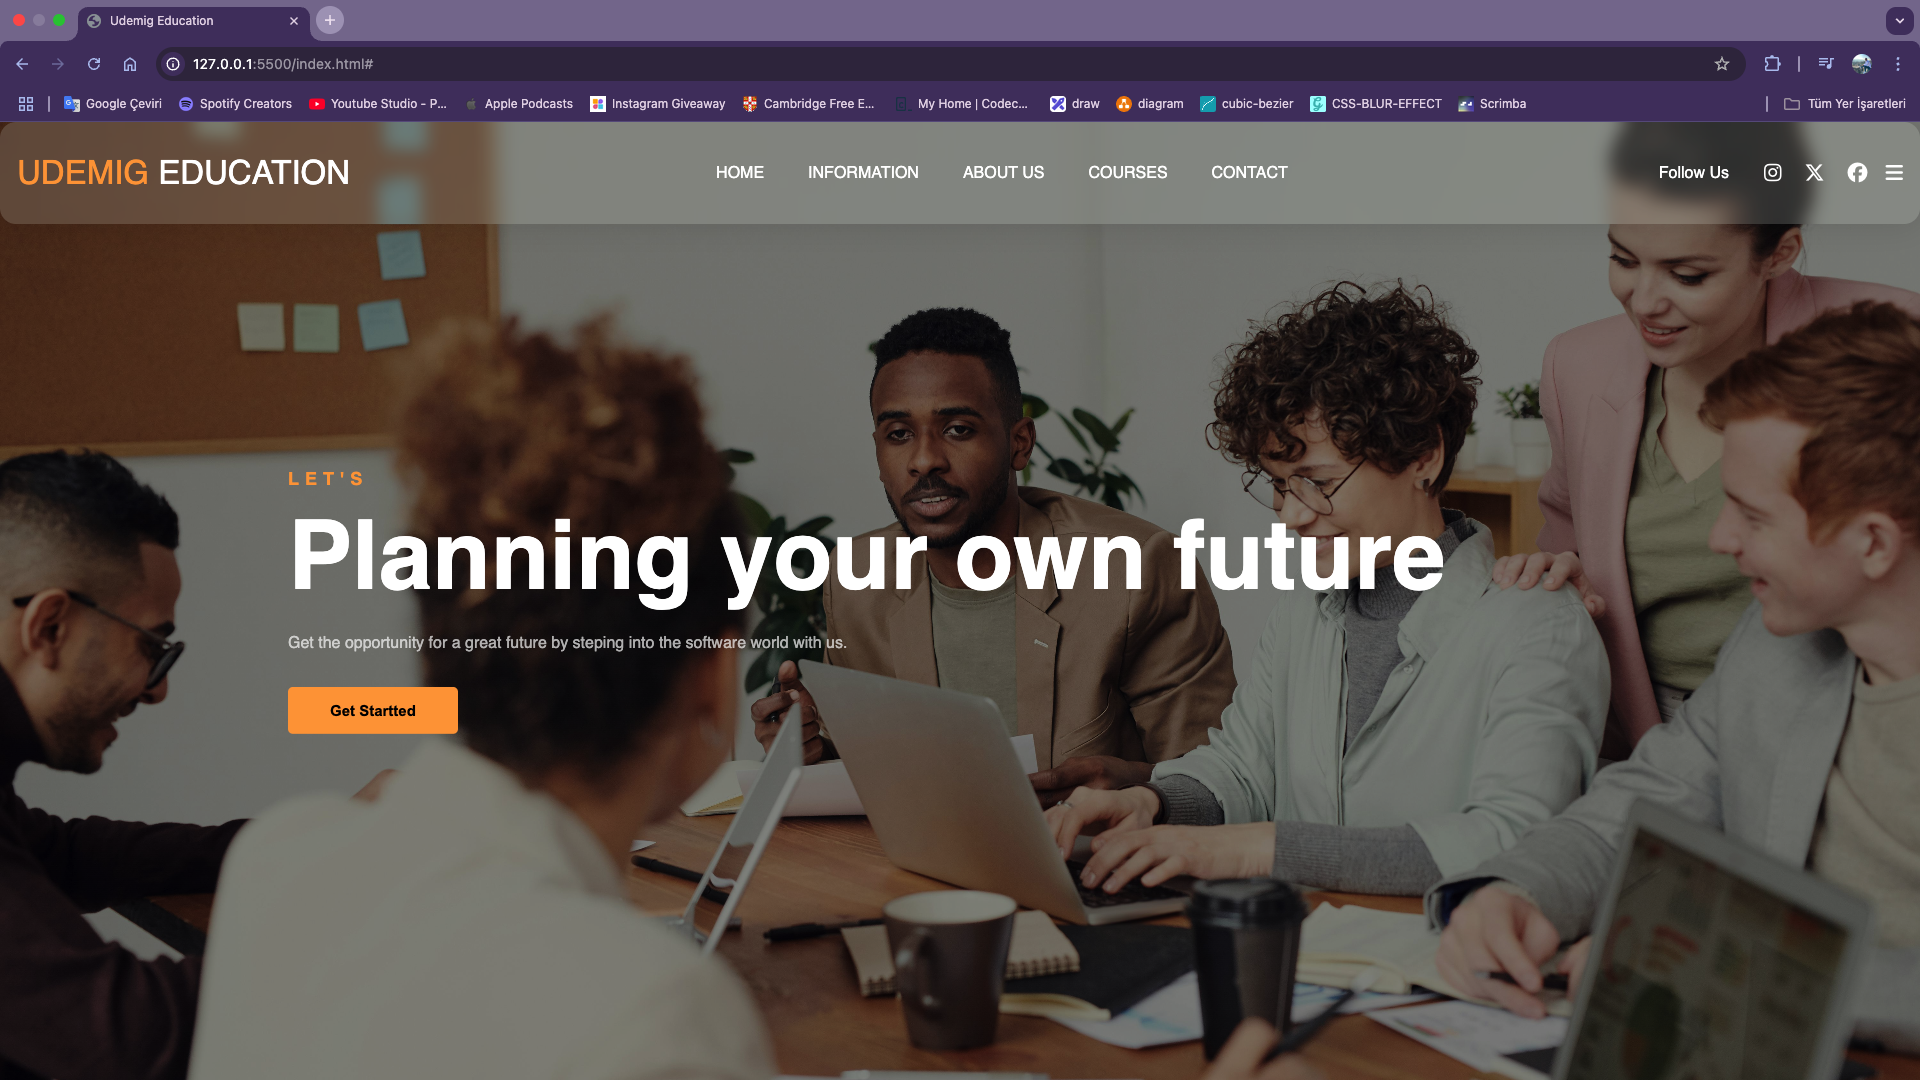 Udemig Education
127.0.0.1:5500/index.html#
Google Çeviri Spotify Creators Youtube Studio - P... Apple Podcasts Instagram Giveaway Cambridge Free E... My Home | Codec... draw diagram cubic-bezier CSS-BLUR-EFFECT Scrimba Tüm Yer İşaretleri
UDEMIG EDUCATION HOME INFORMATION ABOUT US COURSES CONTACT Follow Us
LET'S
Planning your own future
Get the opportunity for a great future by steping into the software world with us.
Get Startted